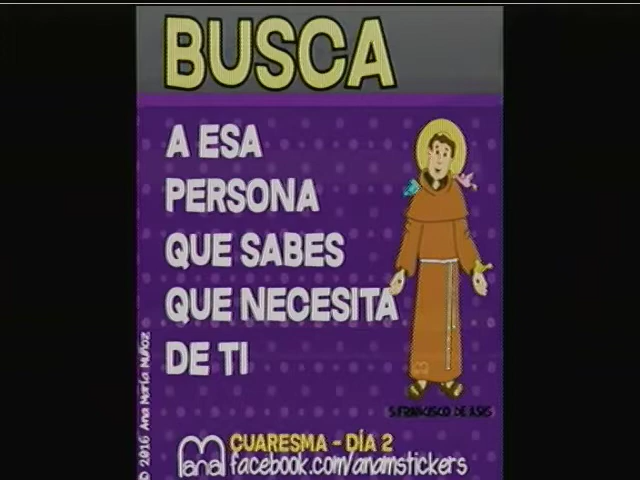 BUSCA
A ESA
PERSONA
QUE SABES
QUE NECESITA
DE TI
S.FRANCISCO DE ASIS
© 2016 Ana María Muñoz
CUARESMA - DÍA 2
anam
facebook.com/anamstickers